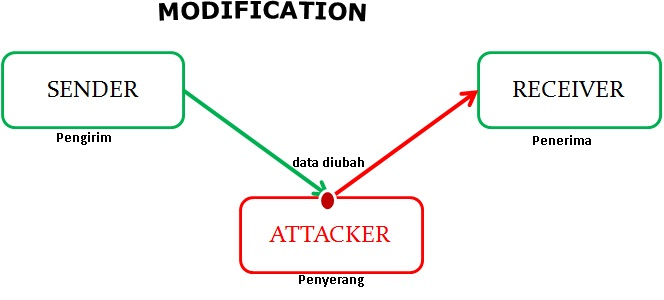 MODIFICATION
SENDER
RECEIVER
Pengirim
Penerima
data diubah
ATTACKER
Penyerang